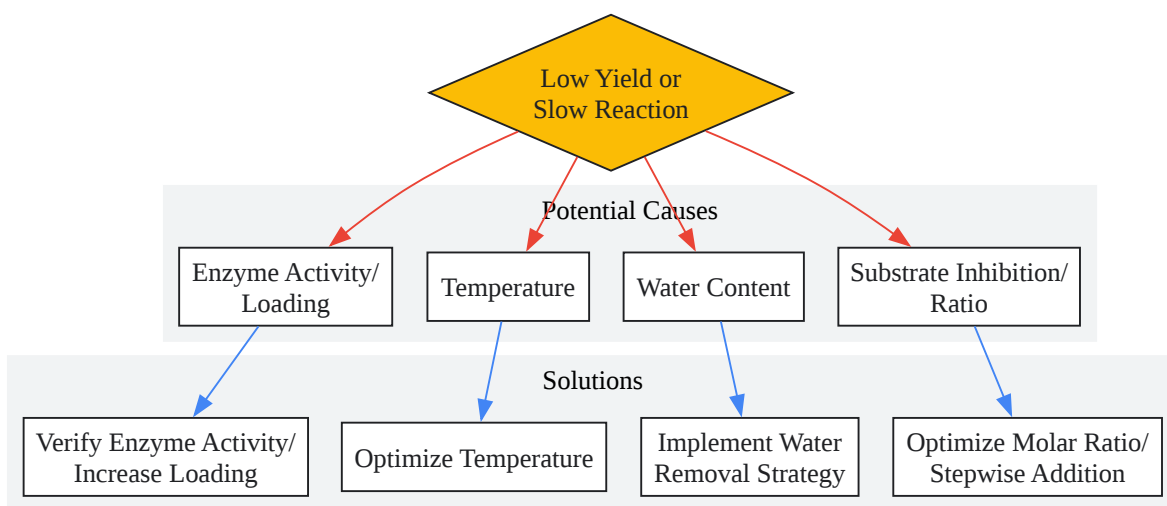 Low Yield or
Slow Reaction
Potential Causes
Enzyme Activity/
Loading
Temperature
Water Content
Substrate Inhibition/
Ratio
Solutions
Verify Enzyme Activity/
Increase Loading
Optimize Temperature
Implement Water
Removal Strategy
Optimize Molar Ratio/
Stepwise Addition